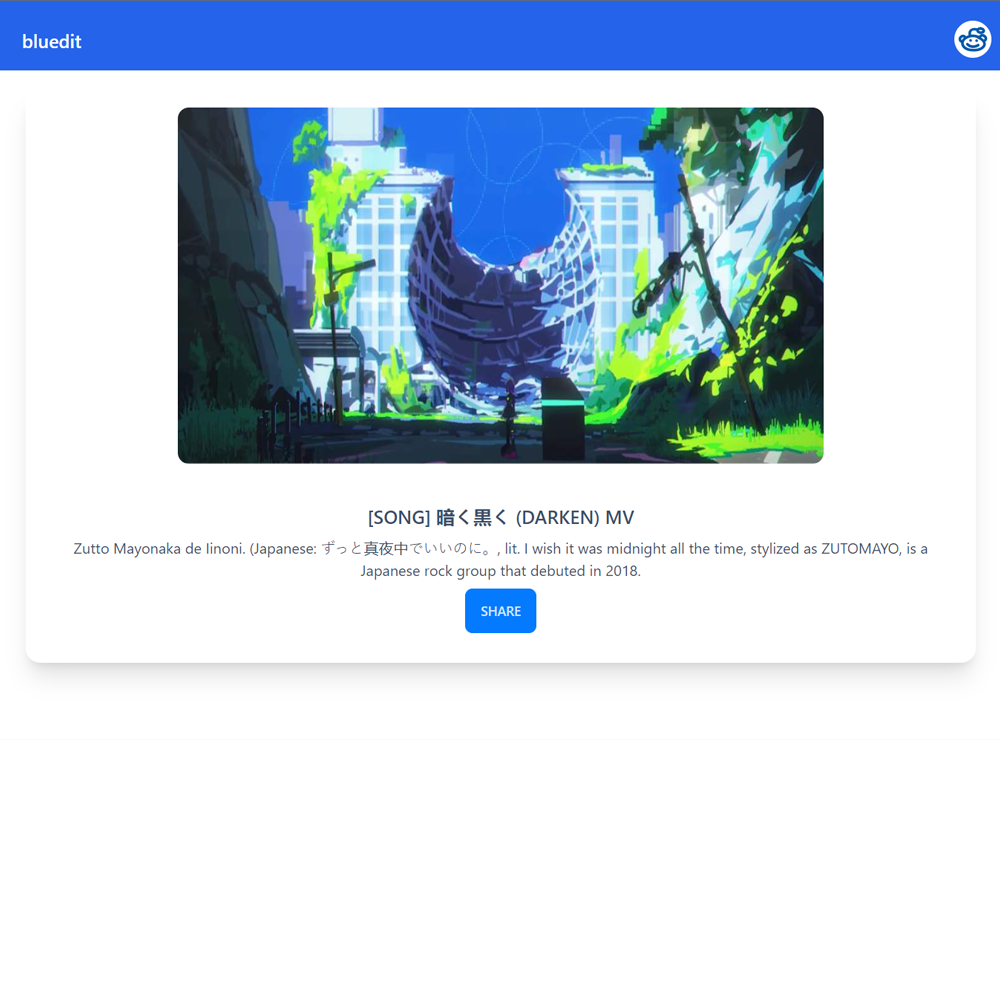 bluedit
[SONG] 暗く黒く (DARKEN) MV
Zutto Mayonaka de Iinoni. (Japanese: ずっと真夜中でいいのに。, lit. I wish it was midnight all the time, stylized as ZUTOMAYO, is a
Japanese rock group that debuted in 2018.
SHARE